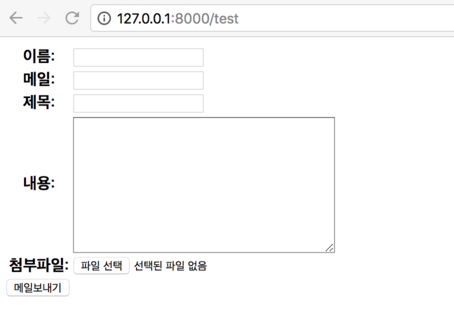 127.0.0.1:8000/test
이름:
메일:
제목:
내용:
첨부파일: 파일 선택 선택된 파일 없음
메일보내기